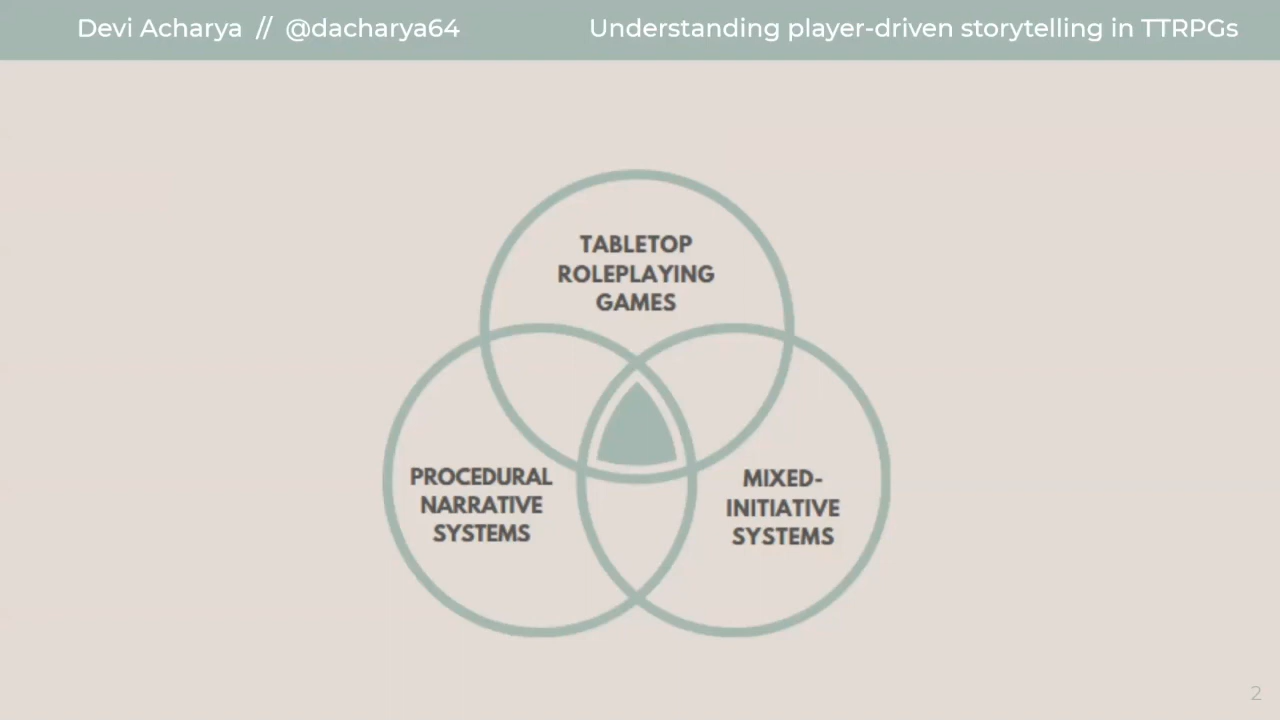 Devi Acharya // @dacharya64
Understanding player-driven storytelling in TTRPGs
TABLETOP
ROLEPLAYING
GAMES
PROCEDURAL
NARRATIVE
SYSTEMS
MIXED-
INITIATIVE
SYSTEMS
2